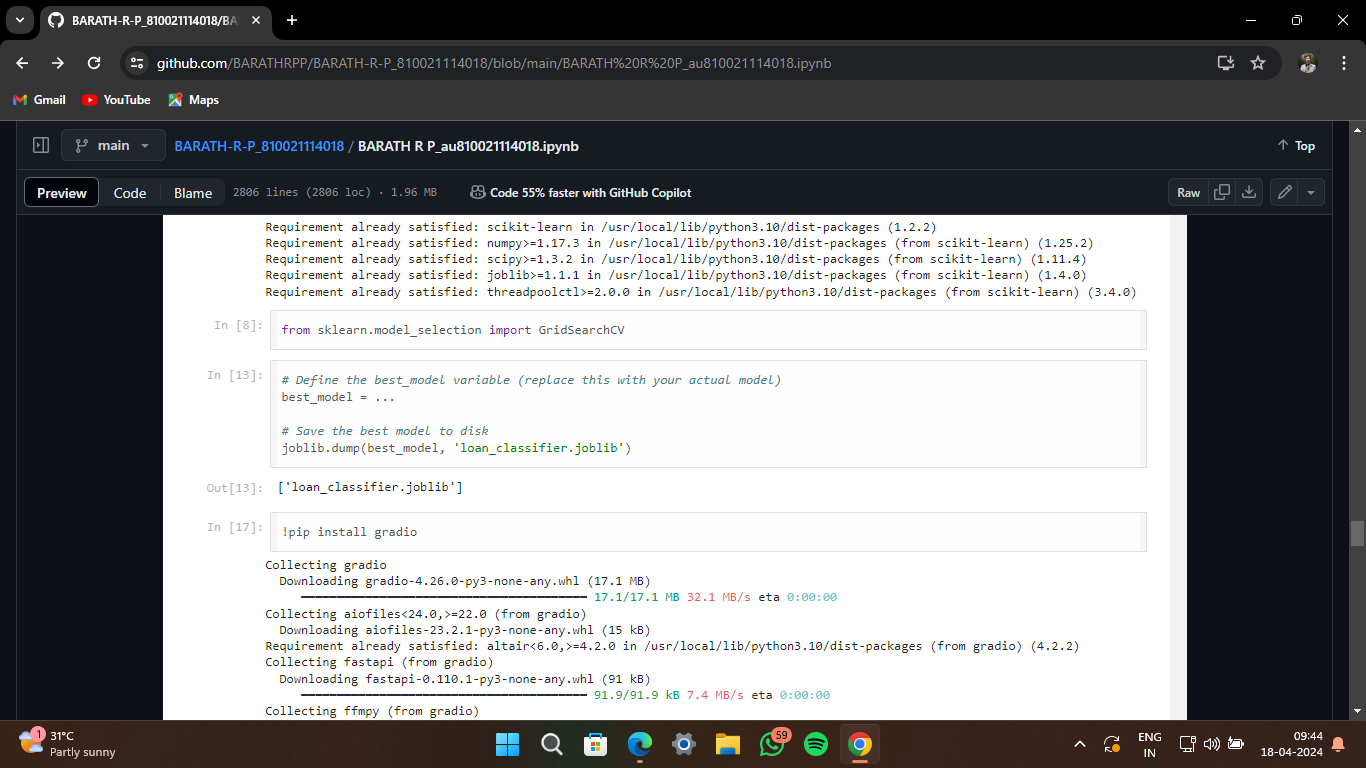 BARATH-R-P_810021114018/BA
github.com/BARATHRPP/BARATH-R-P_810021114018/blob/main/BARATH%20R%20P_au810021114018.ipynb
Gmail
YouTube
Maps
main
BARATH-R-P_810021114018 / BARATH R P_au810021114018.ipynb
Top
Preview
Code
Blame
2806 lines (2806 loc) · 1.96 MB
Code 55% faster with GitHub Copilot
Raw
Requirement already satisfied: scikit-learn in /usr/local/lib/python3.10/dist-packages (1.2.2)
Requirement already satisfied: numpy>=1.17.3 in /usr/local/lib/python3.10/dist-packages (from scikit-learn) (1.25.2)
Requirement already satisfied: scipy>=1.3.2 in /usr/local/lib/python3.10/dist-packages (from scikit-learn) (1.11.4)
Requirement already satisfied: joblib>=1.1.1 in /usr/local/lib/python3.10/dist-packages (from scikit-learn) (1.4.0)
Requirement already satisfied: threadpoolctl>=2.0.0 in /usr/local/lib/python3.10/dist-packages (from scikit-learn) (3.4.0)
In [8]:
from sklearn.model_selection import GridSearchCV
In [13]:
# Define the best_model variable (replace this with your actual model)
best_model = ...
# Save the best model to disk
joblib.dump(best_model, 'loan_classifier.joblib')
Out[13]:
['loan_classifier.joblib']
In [17]:
!pip install gradio
Collecting gradio
Downloading gradio-4.26.0-py3-none-any.whl (17.1 MB)
17.1/17.1 MB 32.1 MB/s eta 0:00:00
Collecting aiofiles<24.0,>=22.0 (from gradio)
Downloading aiofiles-23.2.1-py3-none-any.whl (15 kB)
Requirement already satisfied: altair<6.0,>=4.2.0 in /usr/local/lib/python3.10/dist-packages (from gradio) (4.2.2)
Collecting fastapi (from gradio)
Downloading fastapi-0.110.1-py3-none-any.whl (91 kB)
91.9/91.9 kB 7.4 MB/s eta 0:00:00
Collecting ffmpy (from gradio)
1
31°C
Partly sunny
59
ENG
IN
09:44
18-04-2024